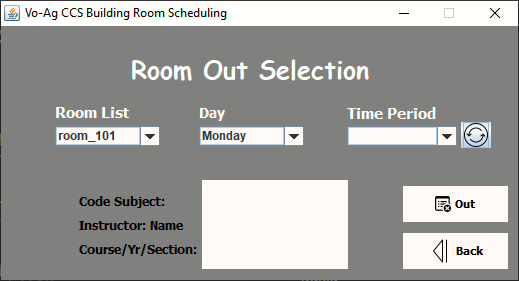 Vo-Ag CCS Building Room Scheduling
Room Out Selection
Room List Day Time Period
room_101 Monday
Code Subject:
Instructor: Name
Course/Yr/Section:
Out
Back